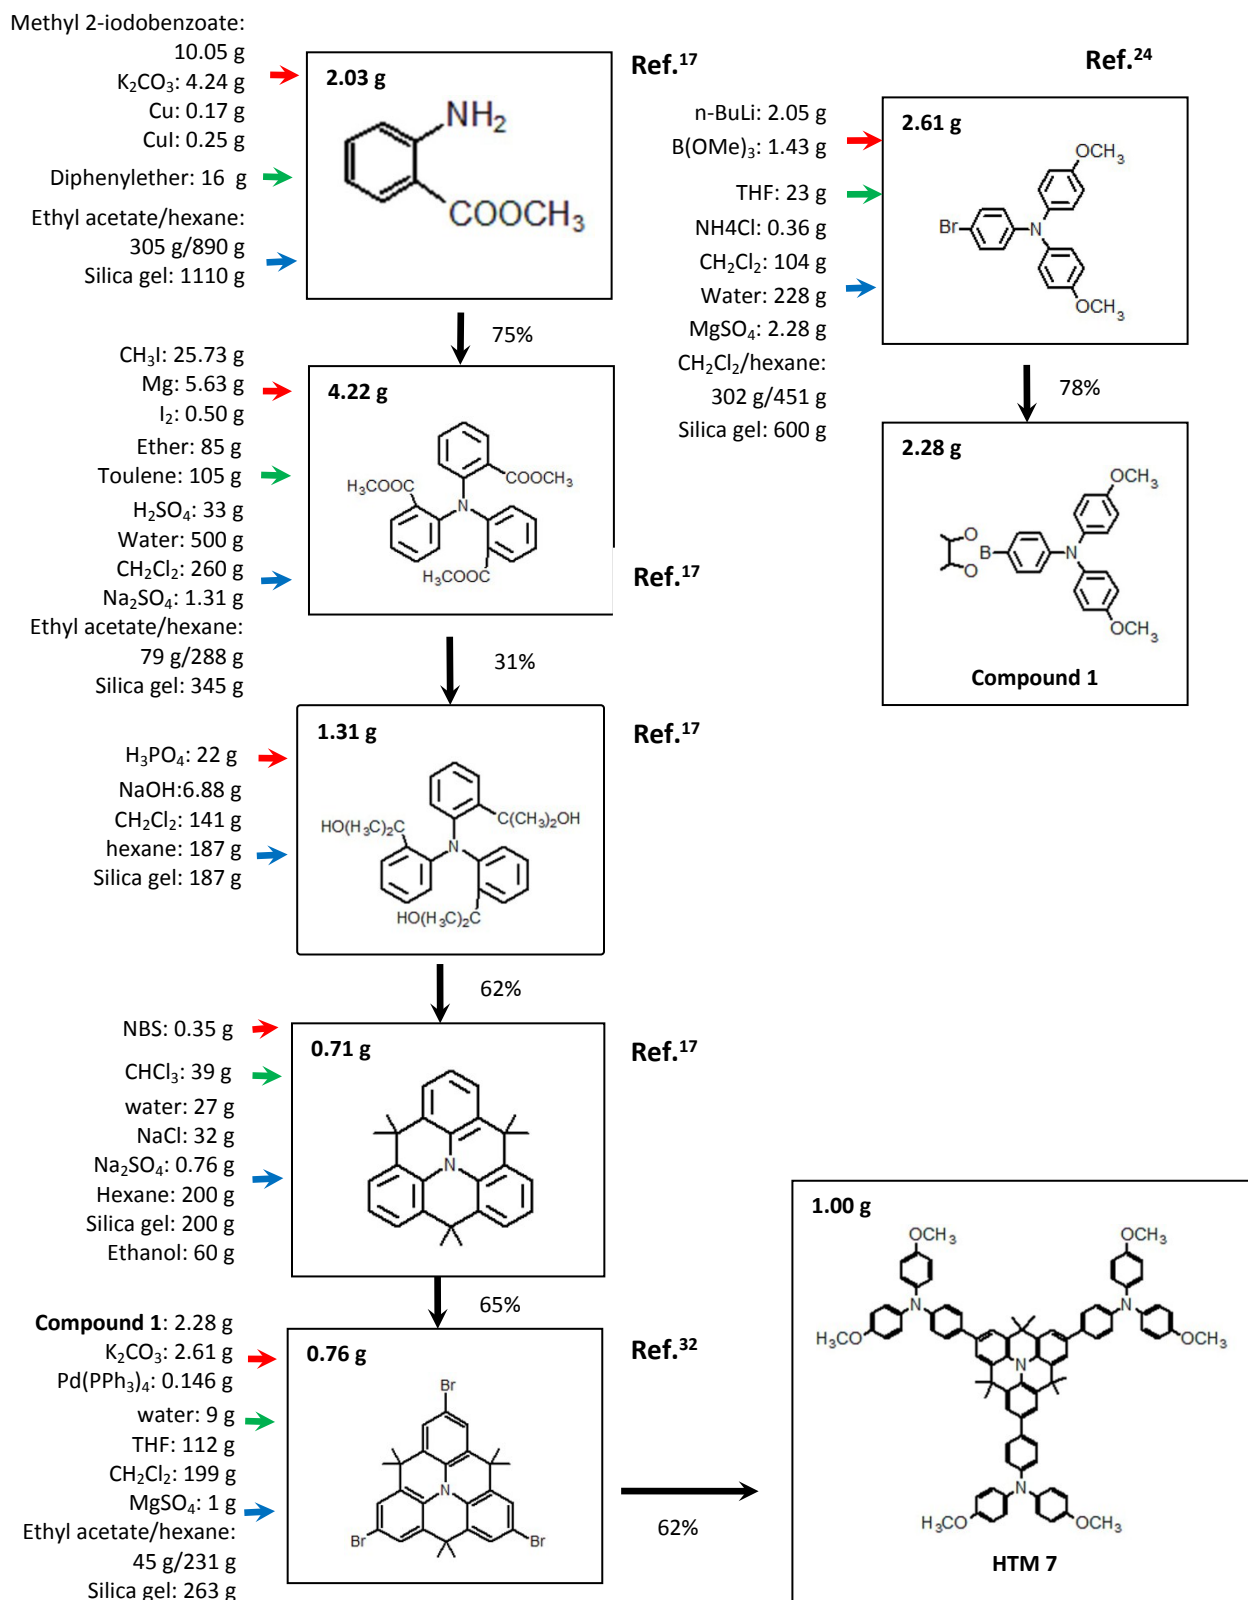 Methyl 2-iodobenzoate:
10.05 g
K₂CO₃: 4.24 g
Cu: 0.17 g
CuI: 0.25 g
Diphenylether: 16 g
Ethyl acetate/hexane:
305 g/890 g
Silica gel: 1110 g
2.03 g
NH₂
COOCH₃
Ref.¹⁷
75%
CH₃I: 25.73 g
Mg: 5.63 g
I₂: 0.50 g
Ether: 85 g
Toulene: 105 g
H₂SO₄: 33 g
Water: 500 g
CH₂Cl₂: 260 g
Na₂SO₄: 1.31 g
Ethyl acetate/hexane:
79 g/288 g
Silica gel: 345 g
4.22 g
H₃COOC
COOCH₃
N
H₃COOC
Ref.¹⁷
31%
H₃PO₄: 22 g
NaOH:6.88 g
CH₂Cl₂: 141 g
hexane: 187 g
Silica gel: 187 g
1.31 g
HO(H₃C)₂C
C(CH₃)₂OH
N
HO(H₃C)₂C
Ref.¹⁷
62%
NBS: 0.35 g
CHCl₃: 39 g
water: 27 g
NaCl: 32 g
Na₂SO₄: 0.76 g
Hexane: 200 g
Silica gel: 200 g
Ethanol: 60 g
0.71 g
N
Ref.¹⁷
65%
Compound 1: 2.28 g
K₂CO₃: 2.61 g
Pd(PPh₃)₄: 0.146 g
water: 9 g
THF: 112 g
CH₂Cl₂: 199 g
MgSO₄: 1 g
Ethyl acetate/hexane:
45 g/231 g
Silica gel: 263 g
0.76 g
Br
N
Br
Br
Ref.³²
62%
Ref.²⁴
n-BuLi: 2.05 g
B(OMe)₃: 1.43 g
THF: 23 g
NH4Cl: 0.36 g
CH₂Cl₂: 104 g
Water: 228 g
MgSO₄: 2.28 g
CH₂Cl₂/hexane:
302 g/451 g
Silica gel: 600 g
2.61 g
OCH₃
Br
N
OCH₃
78%
2.28 g
OCH₃
O
B
N
O
OCH₃
Compound 1
1.00 g
OCH₃
OCH₃
N
N
H₃CO
OCH₃
N
N
H₃CO
OCH₃
HTM 7